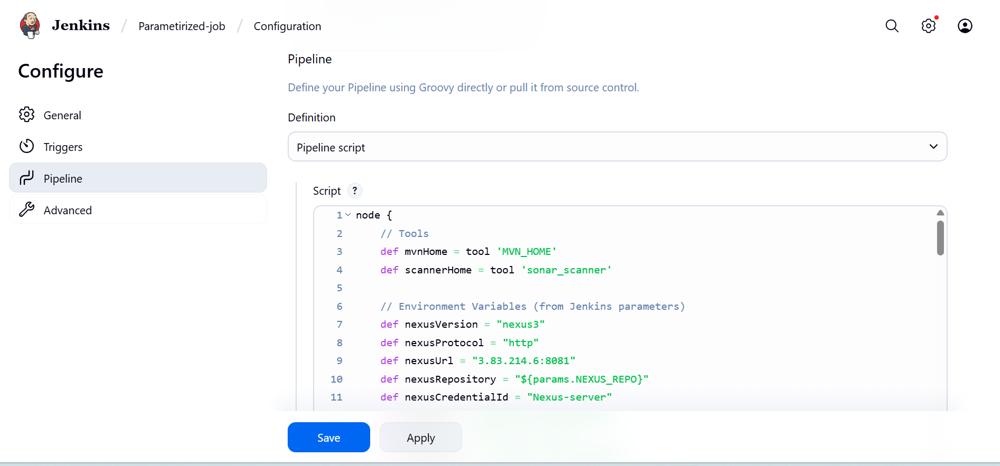 Jenkins / Parametirized-job / Configuration
Configure
General
Triggers
Pipeline
Advanced
Pipeline
Define your Pipeline using Groovy directly or pull it from source control.
Definition
Pipeline script
Script ?
1 node {
2     // Tools
3     def mvnHome = tool 'MVN_HOME'
4     def scannerHome = tool 'sonar_scanner'
5
6     // Environment Variables (from Jenkins parameters)
7     def nexusVersion = "nexus3"
8     def nexusProtocol = "http"
9     def nexusUrl = "3.83.214.6:8081"
10     def nexusRepository = "${params.NEXUS_REPO}"
11     def nexusCredentialId = "Nexus-server"
Save Apply